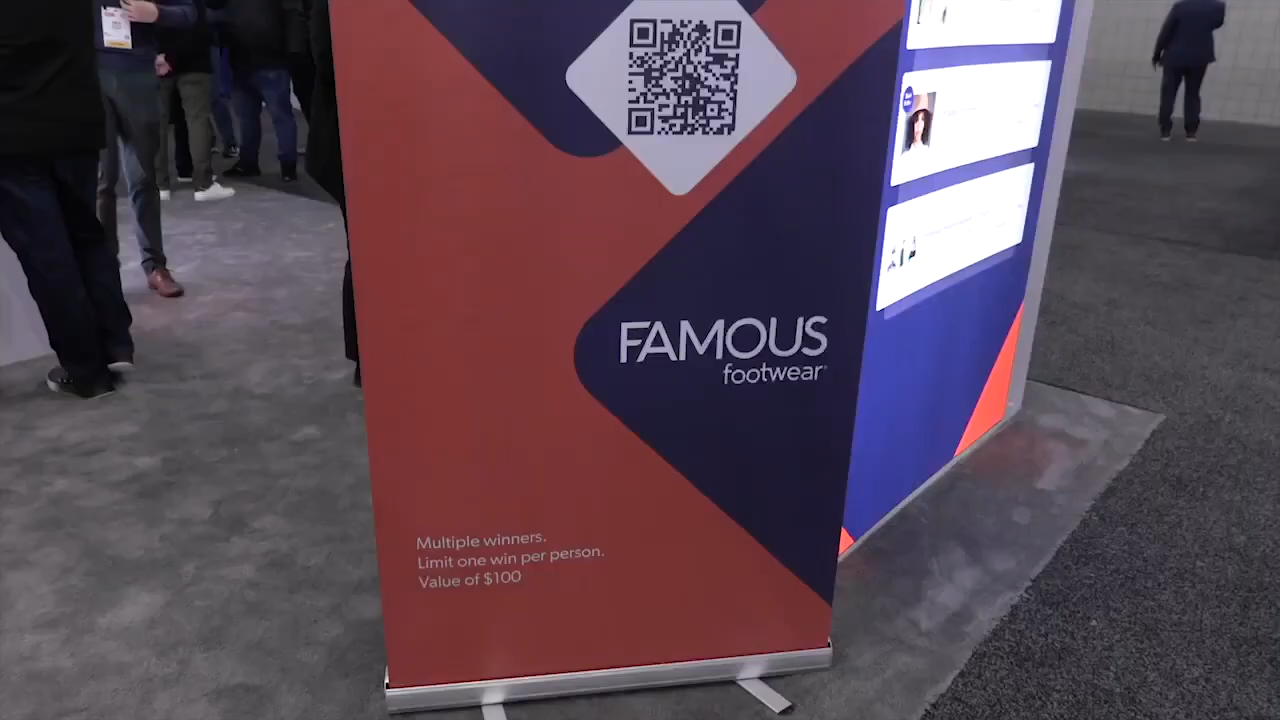 FAMOUS
footwear
Multiple winners.
Limit one win per person.
Value of $100